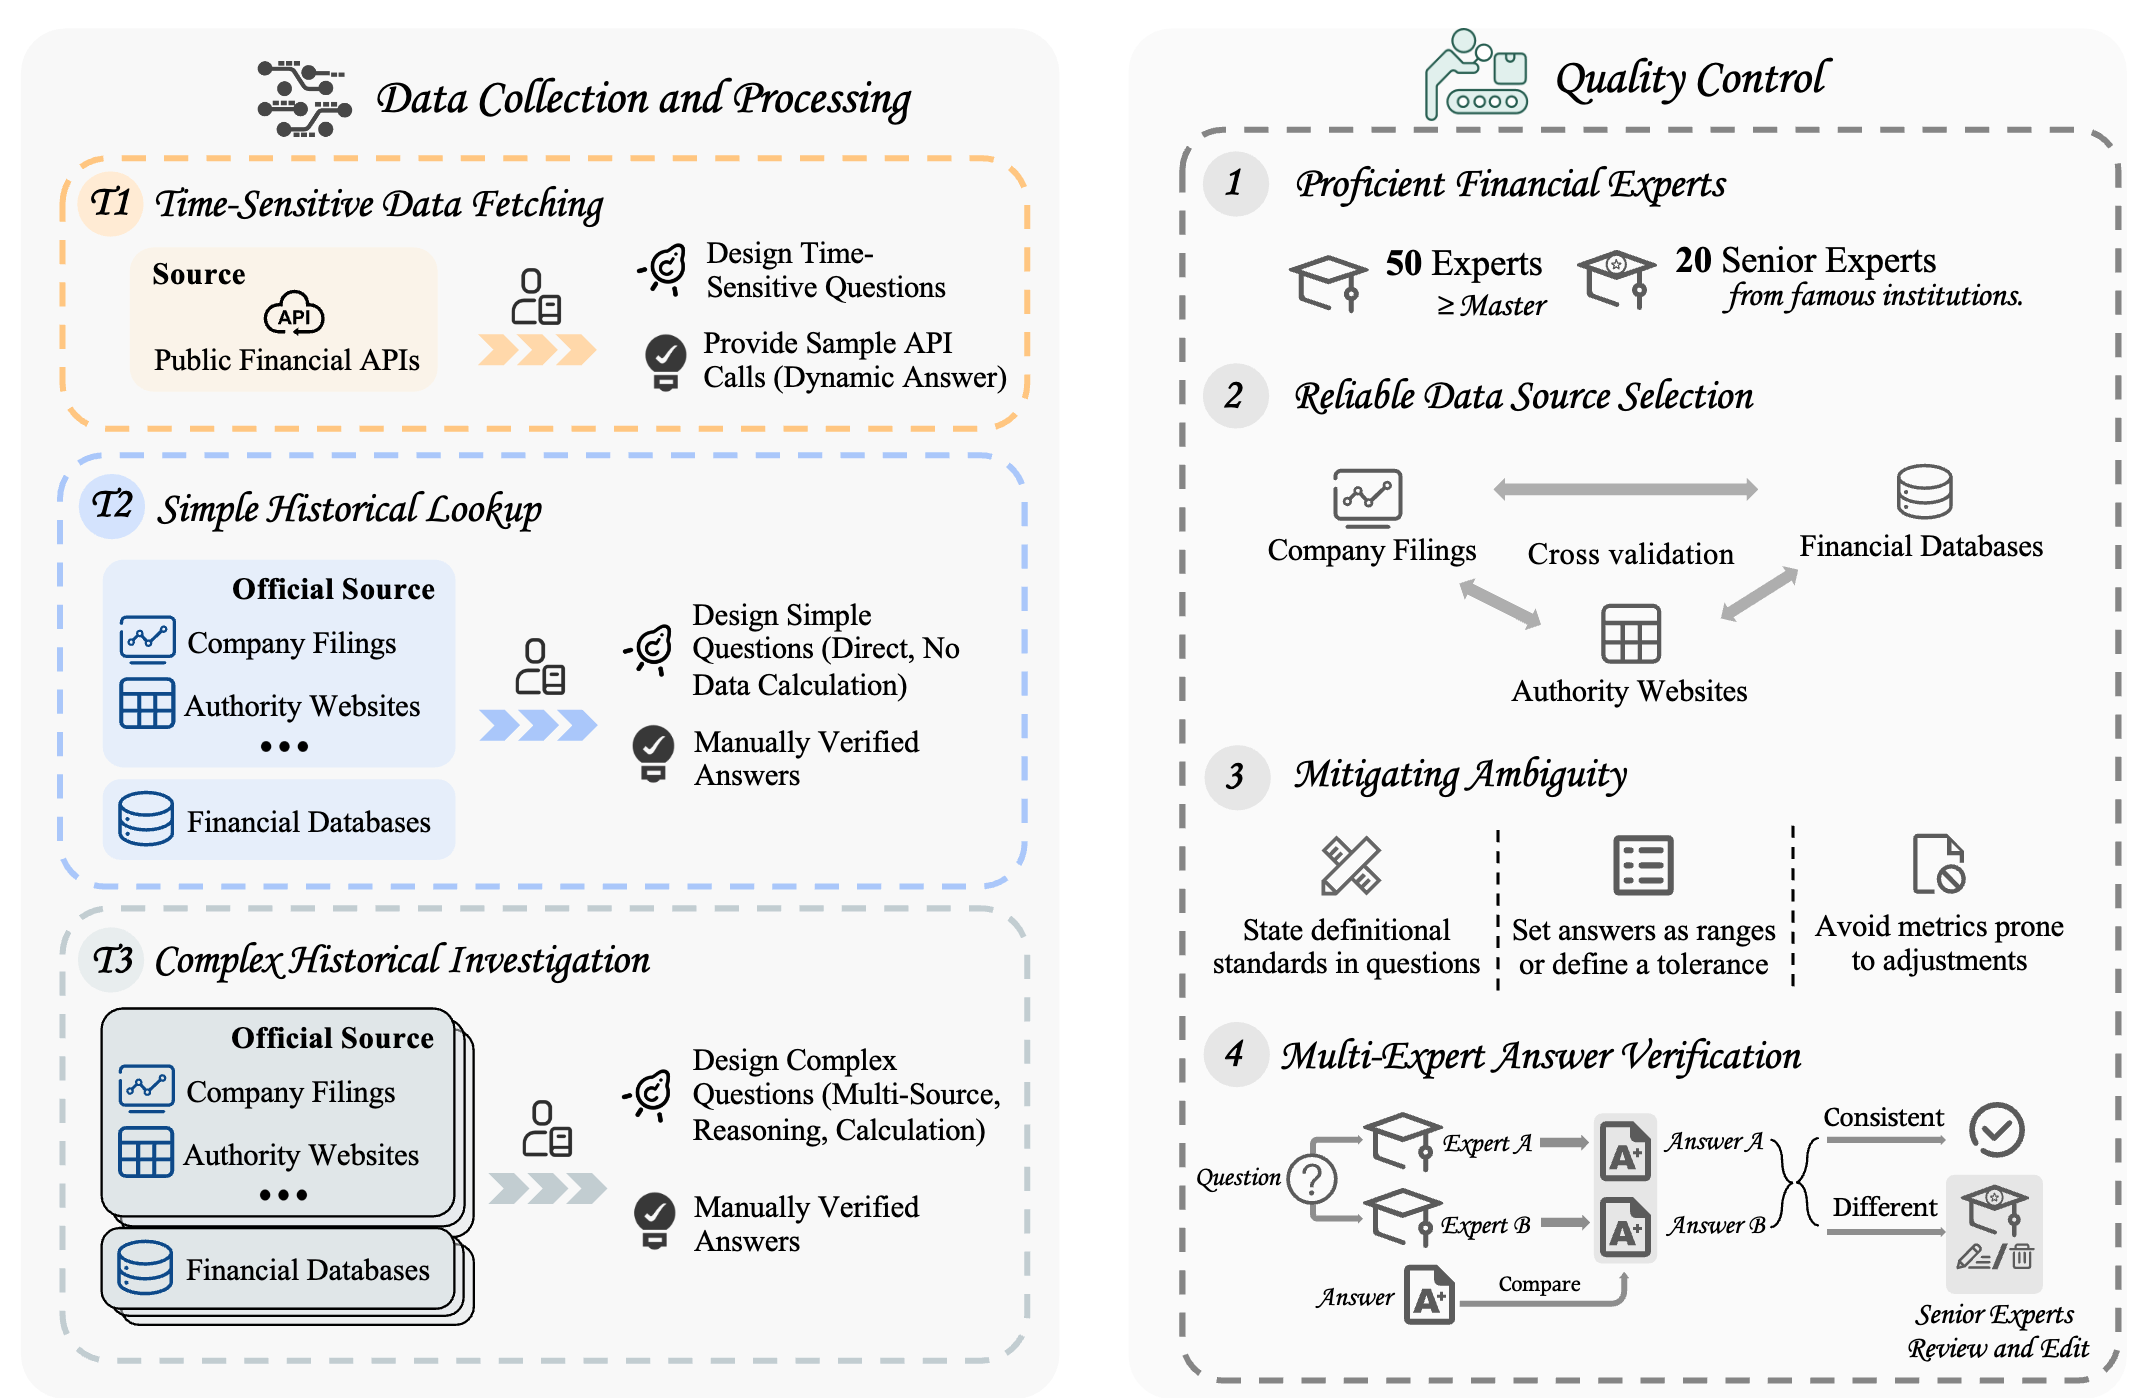 Data Collection and Processing
T1 Time-Sensitive Data Fetching
Source
API
Public Financial APIs
Design Time-
Sensitive Questions
Provide Sample API
Calls (Dynamic Answer)
T2 Simple Historical Lookup
Official Source
Company Filings
Authority Websites
•••
Financial Databases
Design Simple
Questions (Direct, No
Data Calculation)
Manually Verified
Answers
T3 Complex Historical Investigation
Official Source
Company Filings
Authority Websites
•••
Financial Databases
Design Complex
Questions (Multi-Source,
Reasoning, Calculation)
Manually Verified
Answers
Quality Control
1 Proficient Financial Experts
50 Experts
≥ Master
20 Senior Experts
from famous institutions.
2 Reliable Data Source Selection
Company Filings
Cross validation
Financial Databases
Authority Websites
3 Mitigating Ambiguity
State definitional
standards in questions
Set answers as ranges
or define a tolerance
Avoid metrics prone
to adjustments
4 Multi-Expert Answer Verification
Question
?
Expert A
A+
Answer A
Expert B
A+
Answer B
Consistent
Different
Answer
A+
Compare
Senior Experts
Review and Edit